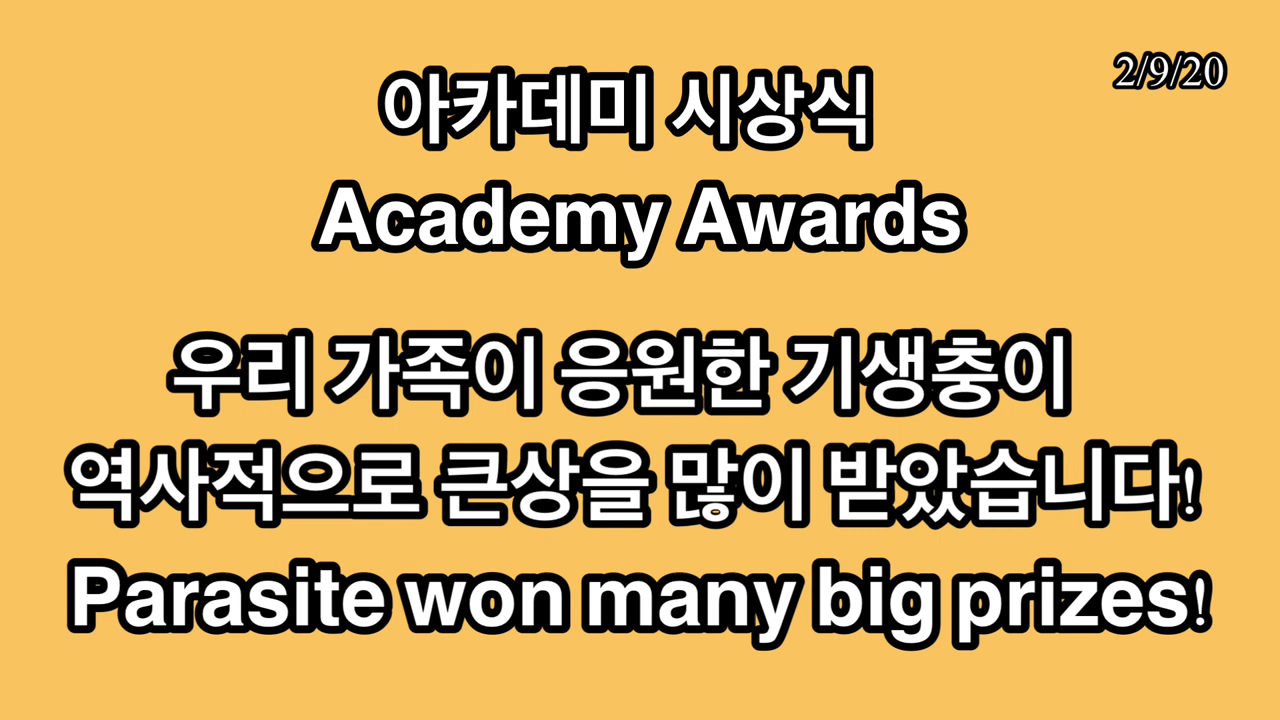 2/9/20
아카데미 시상식
Academy Awards
우리 가족이 응원한 기생충이
역사적으로 큰상을 많이 받았습니다!
Parasite won many big prizes!